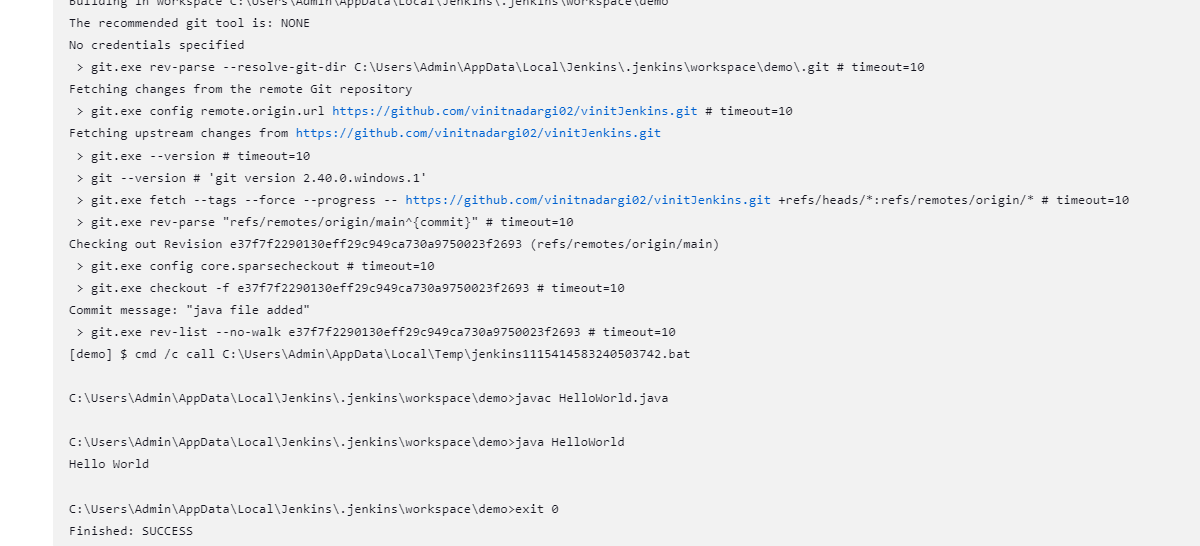 Building in workspace C:\Users\Admin\AppData\Local\Jenkins\.jenkins\workspace\demo
The recommended git tool is: NONE
No credentials specified
> git.exe rev-parse --resolve-git-dir C:\Users\Admin\AppData\Local\Jenkins\.jenkins\workspace\demo\.git # timeout=10
Fetching changes from the remote Git repository
> git.exe config remote.origin.url https://github.com/vinitnadargi02/vinitJenkins.git # timeout=10
Fetching upstream changes from https://github.com/vinitnadargi02/vinitJenkins.git
> git.exe --version # timeout=10
> git --version # 'git version 2.40.0.windows.1'
> git.exe fetch --tags --force --progress -- https://github.com/vinitnadargi02/vinitJenkins.git +refs/heads/*:refs/remotes/origin/* # timeout=10
> git.exe rev-parse "refs/remotes/origin/main^{commit}" # timeout=10
Checking out Revision e37f7f2290130eff29c949ca730a9750023f2693 (refs/remotes/origin/main)
> git.exe config core.sparsecheckout # timeout=10
> git.exe checkout -f e37f7f2290130eff29c949ca730a9750023f2693 # timeout=10
Commit message: "java file added"
> git.exe rev-list --no-walk e37f7f2290130eff29c949ca730a9750023f2693 # timeout=10
[demo] $ cmd /c call C:\Users\Admin\AppData\Local\Temp\jenkins1115414583240503742.bat
C:\Users\Admin\AppData\Local\Jenkins\.jenkins\workspace\demo>javac HelloWorld.java
C:\Users\Admin\AppData\Local\Jenkins\.jenkins\workspace\demo>java HelloWorld
Hello World
C:\Users\Admin\AppData\Local\Jenkins\.jenkins\workspace\demo>exit 0
Finished: SUCCESS